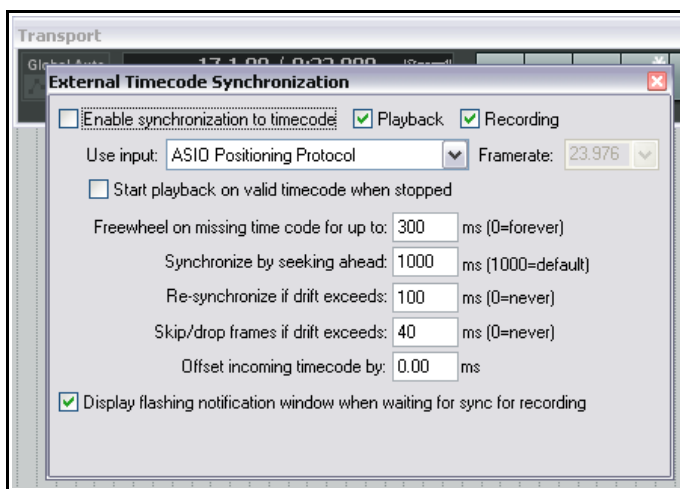 Transport
Global Auto
External Timecode Synchronization
Enable synchronization to timecode Playback Recording
Use input: ASIO Positioning Protocol Framerate: 23.976
Start playback on valid timecode when stopped
Freewheel on missing time code for up to: 300 ms (0=forever)
Synchronize by seeking ahead: 1000 ms (1000=default)
Re-synchronize if drift exceeds: 100 ms (0=never)
Skip/drop frames if drift exceeds: 40 ms (0=never)
Offset incoming timecode by: 0.00 ms
Display flashing notification window when waiting for sync for recording